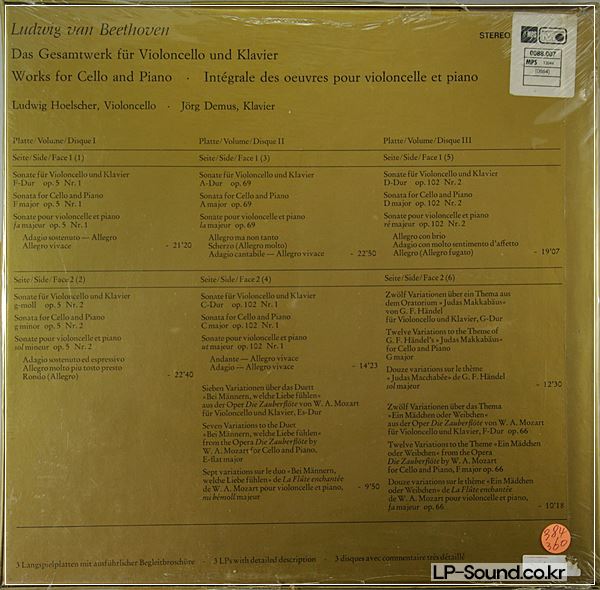 Ludwig van Beethoven
STEREO
Das Gesamtwerk für Violoncello und Klavier
Works for Cello and Piano · Intégrale des oeuvres pour violoncelle et piano
Ludwig Hoelscher, Violoncello · Jörg Demus, Klavier
0088.007
MPS
Platte/Volume/Disque I
Seite/Side/Face 1 (1)
Sonate für Violoncello und Klavier
F-Dur op. 5 Nr. 1
Sonata for Cello and Piano
F major op. 5 Nr. 1
Sonate pour violoncelle et piano
fa majeur op. 5 Nr. 1
Adagio sostenuto — Allegro
Allegro vivace - 21'20
Seite/Side/Face 2 (2)
Sonate für Violoncello und Klavier
g-moll op. 5 Nr. 2
Sonata for Cello and Piano
g minor op. 5 Nr. 2
Sonate pour violoncelle et piano
sol mineur op. 5 Nr. 2
Adagio sostenuto ed espressivo
Allegro molto piu tosto presto
Rondo (Allegro) - 22'40
Platte/Volume/Disque II
Seite/Side/Face 1 (3)
Sonate für Violoncello und Klavier
A-Dur op. 69
Sonata for Cello and Piano
A major op. 69
Sonate pour violoncelle et piano
la majeur op. 69
Allegro ma non tanto
Scherzo (Allegro molto)
Adagio cantabile — Allegro vivace - 22'50
Seite/Side/Face 2 (4)
Sonate für Violoncello und Klavier
C-Dur op. 102 Nr. 1
Sonata for Cello and Piano
C major op. 102 Nr. 1
Sonate pour violoncelle et piano
ut majeur op. 102 Nr. 1
Andante — Allegro vivace
Adagio — Allegro vivace - 14'23
Sieben Variationen über das Duett
»Bei Männern, welche Liebe fühlen«
aus der Oper Die Zauberflöte von W. A. Mozart
für Violoncello und Klavier, Es-Dur
Seven Variations to the Duet
»Bei Männern, welche Liebe fühlen«
from the Opera Die Zauberflöte by
W. A. Mozart for Cello and Piano,
E-flat major
Sept variations sur le duo »Bei Männern,
welche Liebe fühlen« de La Flûte enchantée
de W. A. Mozart pour violoncelle et piano,
mi bémol majeur - 9'50
Platte/Volume/Disque III
Seite/Side/Face 1 (5)
Sonate für Violoncello und Klavier
D-Dur op. 102 Nr. 2
Sonata for Cello and Piano
D major op. 102 Nr. 2
Sonate pour violoncelle et piano
ré majeur op. 102 Nr. 2
Allegro con brio
Adagio con molto sentimento d'affetto
Allegro (Allegro fugato) - 19'07
Seite/Side/Face 2 (6)
Zwölf Variationen über ein Thema aus
dem Oratorium »Judas Makkabäus«
von G. F. Händel
für Violoncello und Klavier, G-Dur
Twelve Variations to the Theme of
G. F. Händel's »Judas Makkabäus«
for Cello and Piano
G major
Douze variations sur le thème
»Judas Macchabée« de G. F. Händel
sol majeur - 12'30
Zwölf Variationen über das Thema
»Ein Mädchen oder Weibchen«
aus der Oper Die Zauberflöte von W. A. Mozart
für Violoncello und Klavier, F-Dur op. 66
Twelve Variations to the Theme »Ein Mädchen
oder Weibchen« from the Opera
Die Zauberflöte by W. A. Mozart
for Cello and Piano, F major op. 66
Douze variations sur le thème »Ein Mädchen
oder Weibchen« de La Flûte enchantée
de W. A. Mozart pour violoncelle et piano,
fa majeur op. 66 - 10'18
3 Langspielplatten mit ausführlicher Begleitbroschüre · 3 LPs with detailed description · 3 disques avec commentaire très détaillé
384
360
LP-Sound.co.kr